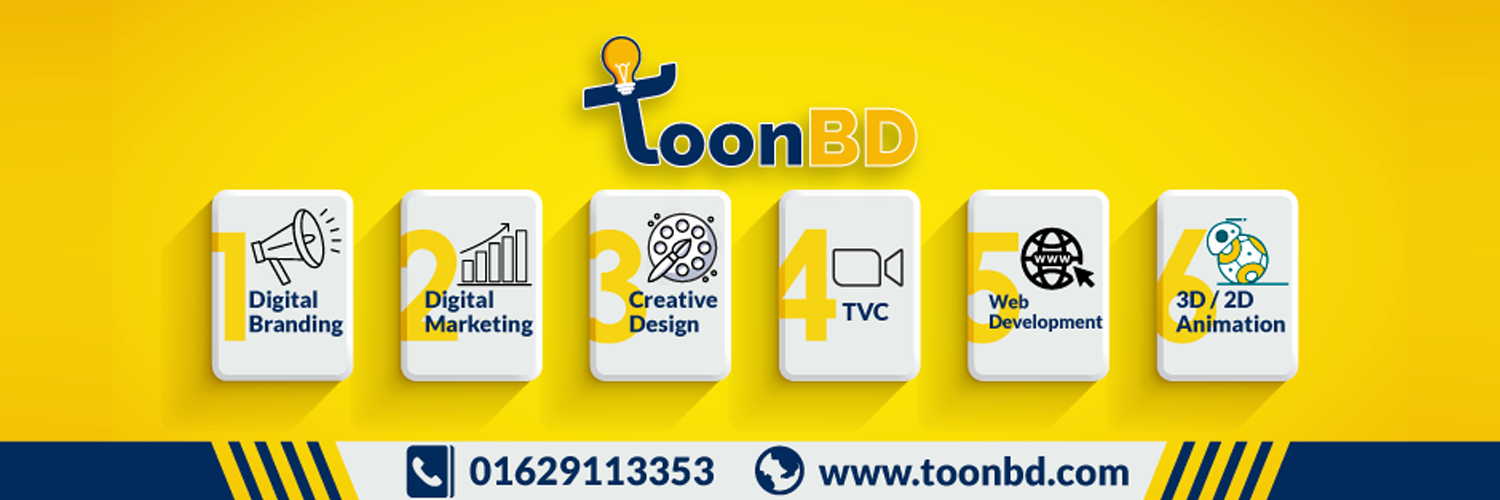 toonBD
1
Digital
Branding
2
Digital
Marketing
3
Creative
Design
4
TVC
5
www
Web
Development
6
3D / 2D
Animation
01629113353
www.toonbd.com